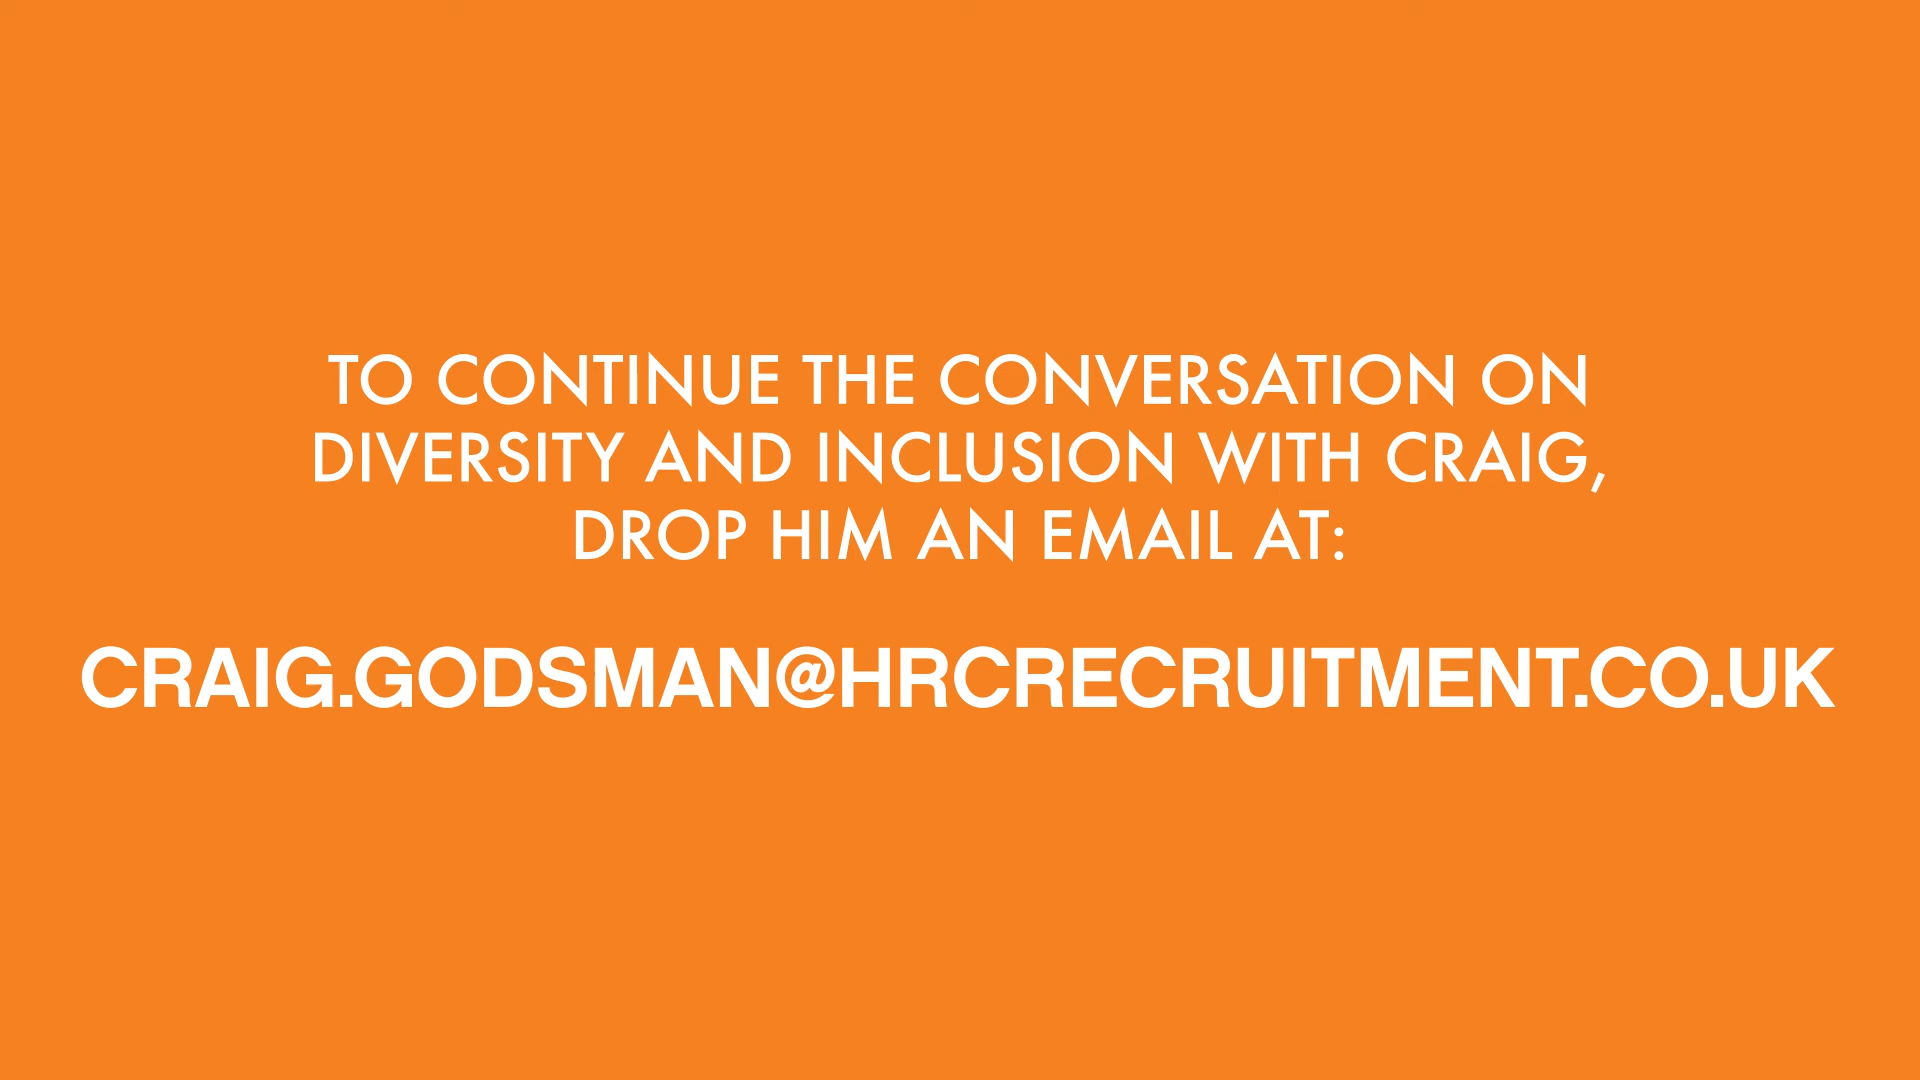 TO CONTINUE THE CONVERSATION ON
DIVERSITY AND INCLUSION WITH CRAIG,
DROP HIM AN EMAIL AT:
CRAIG.GODSMAN@HRCRECRUITMENT.CO.UK